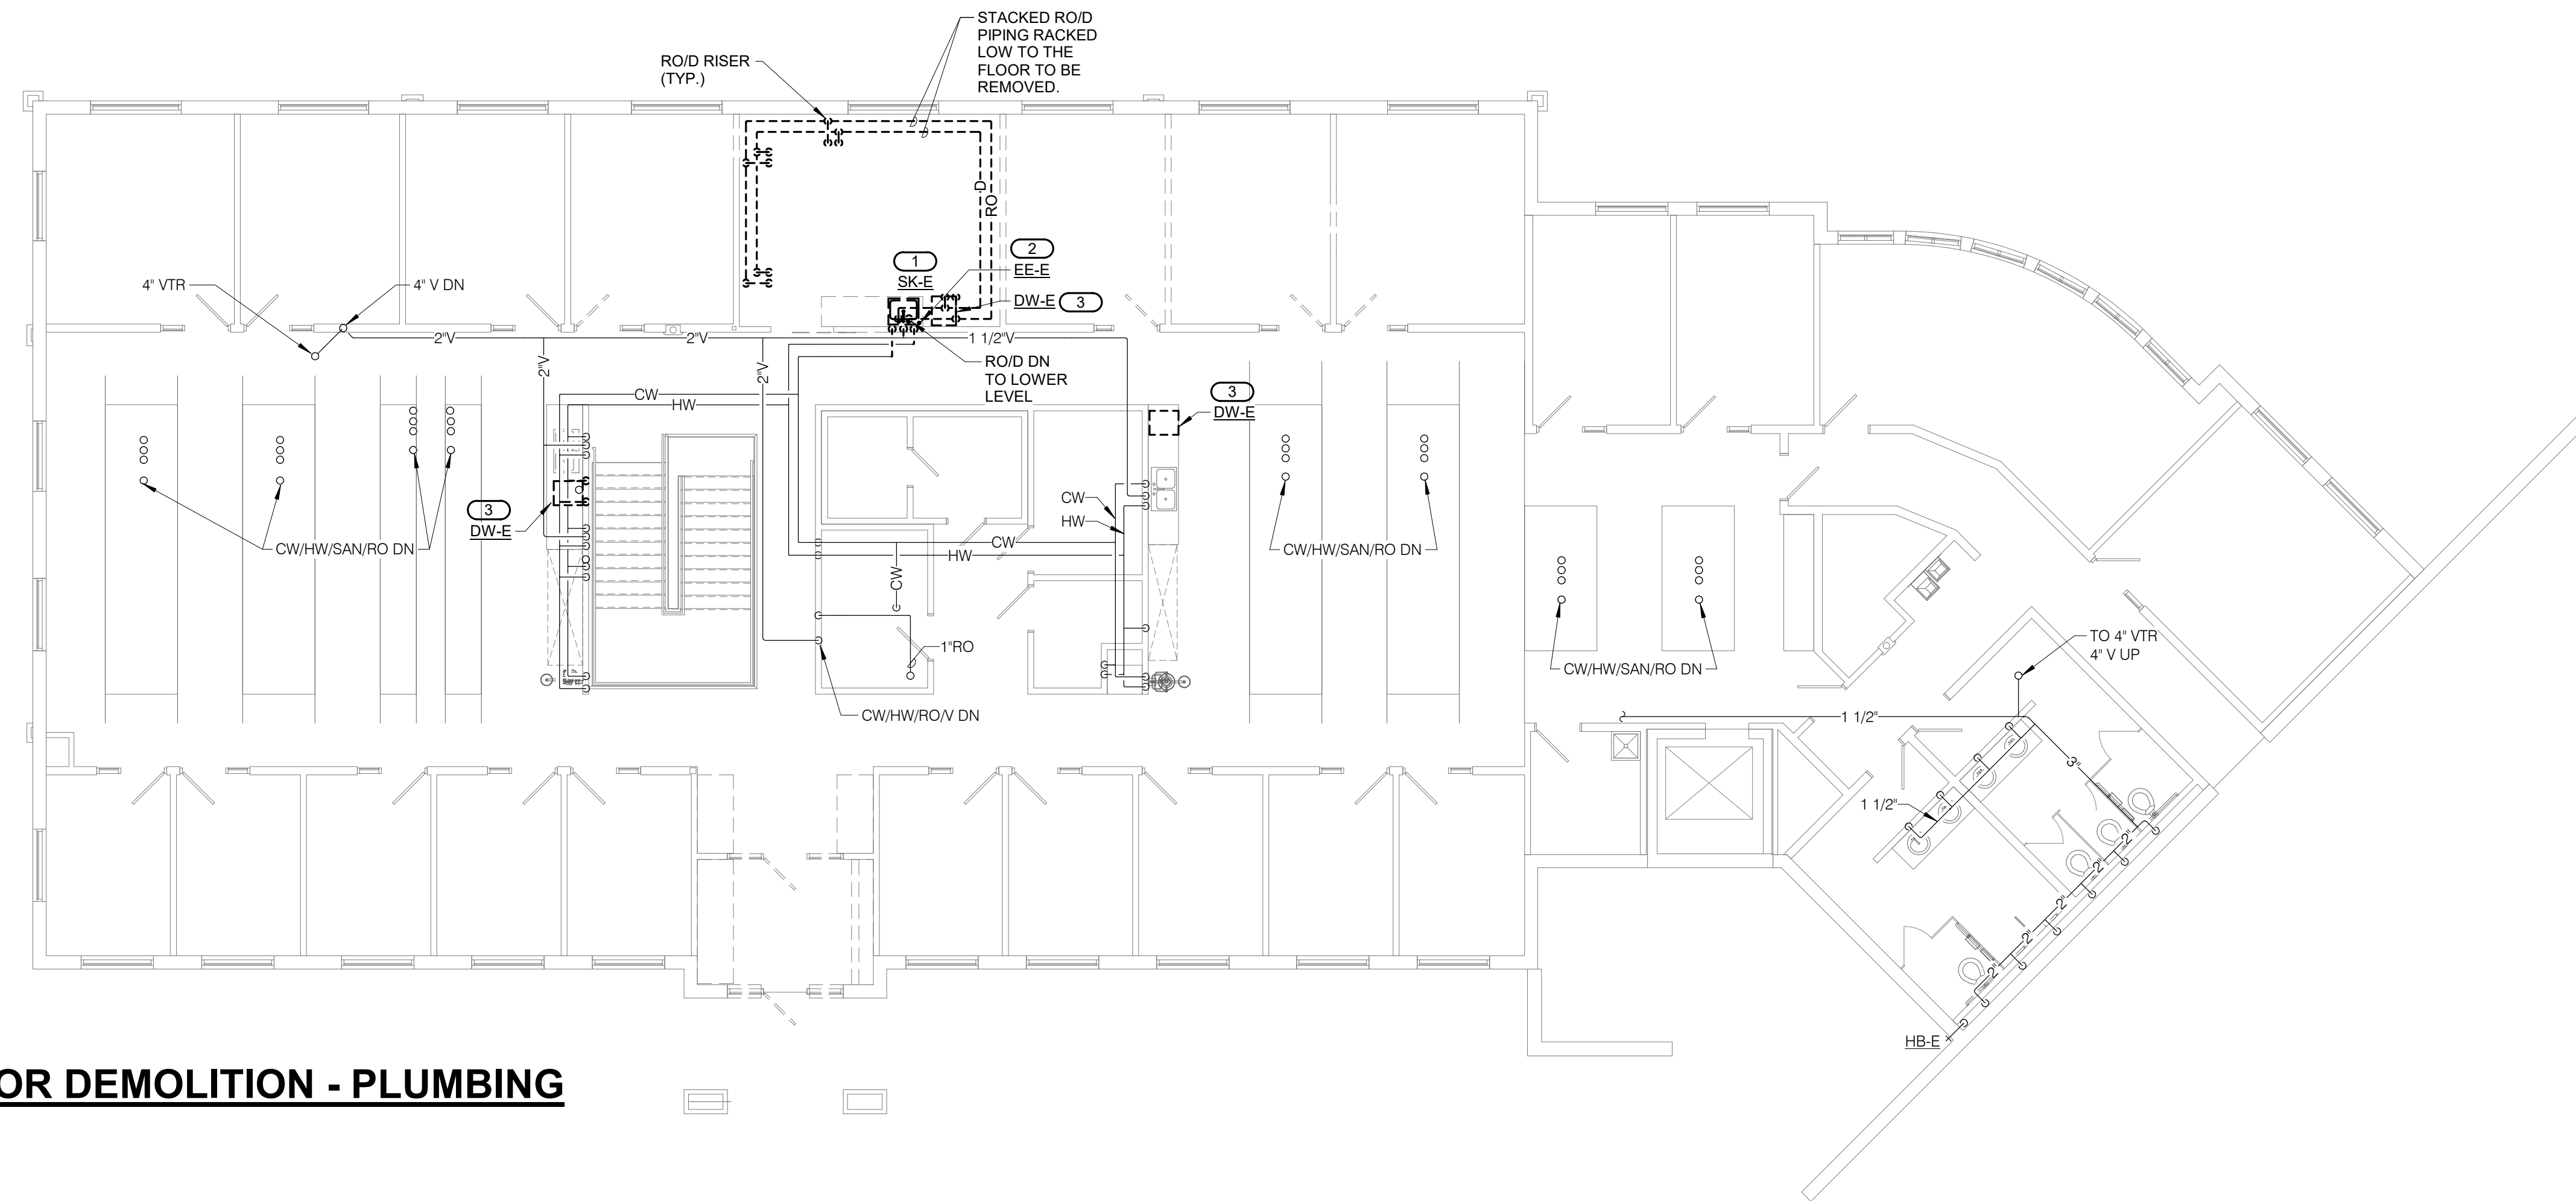 STACKED RO/D
PIPING RACKED
LOW TO THE
FLOOR TO BE
REMOVED.
RO/D RISER
(TYP.)
D
RO
2
EE-E
1
SK-E
DW-E 3
4" VTR
4" V DN
2"V
2"V
1 1/2"V
2"V
2"V
RO/D DN
TO LOWER
LEVEL
CW
HW
3
DW-E
3
DW-E
CW
HW
CW
HW
CW
CW/HW/SAN/RO DN
CW/HW/SAN/RO DN
CW/HW/SAN/RO DN
1"RO
CW/HW/RO/V DN
TO 4" VTR
4" V UP
1 1/2"
3"
1 1/2"
2"
2"
2"
2"
2"
HB-E
OR DEMOLITION - PLUMBING